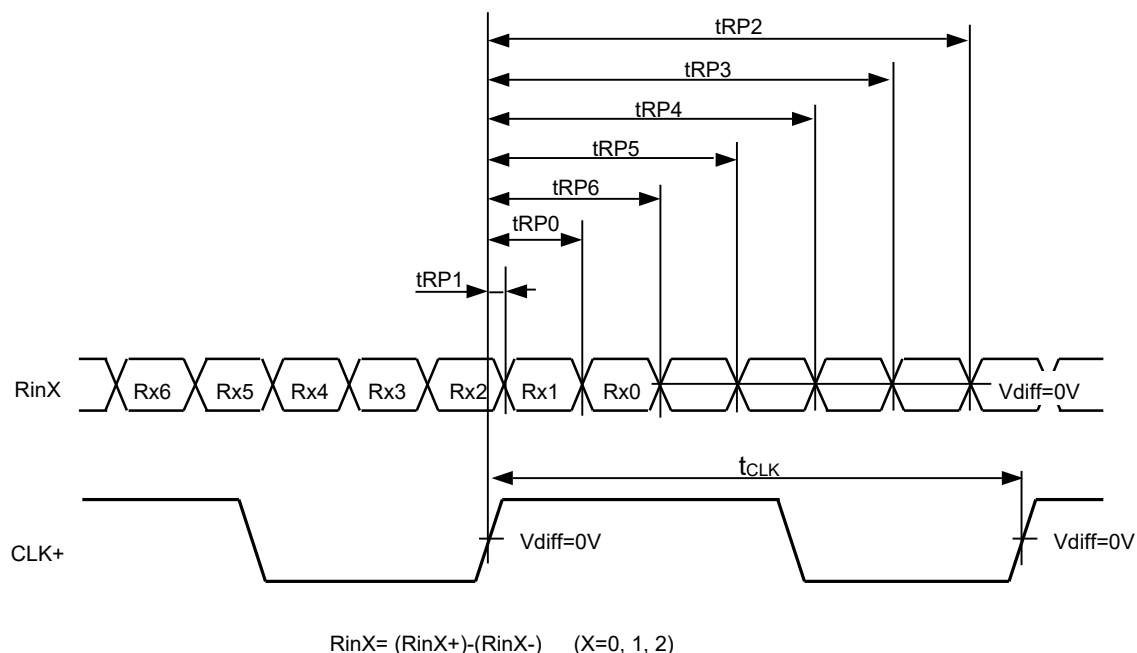 tRP2
tRP3
tRP4
tRP5
tRP6
tRP0
tRP1
RinX
Rx6 Rx5 Rx4 Rx3 Rx2 Rx1 Rx0
Vdiff=0V
tCLK
CLK+
Vdiff=0V
Vdiff=0V
RinX= (RinX+)-(RinX-) (X=0, 1, 2)